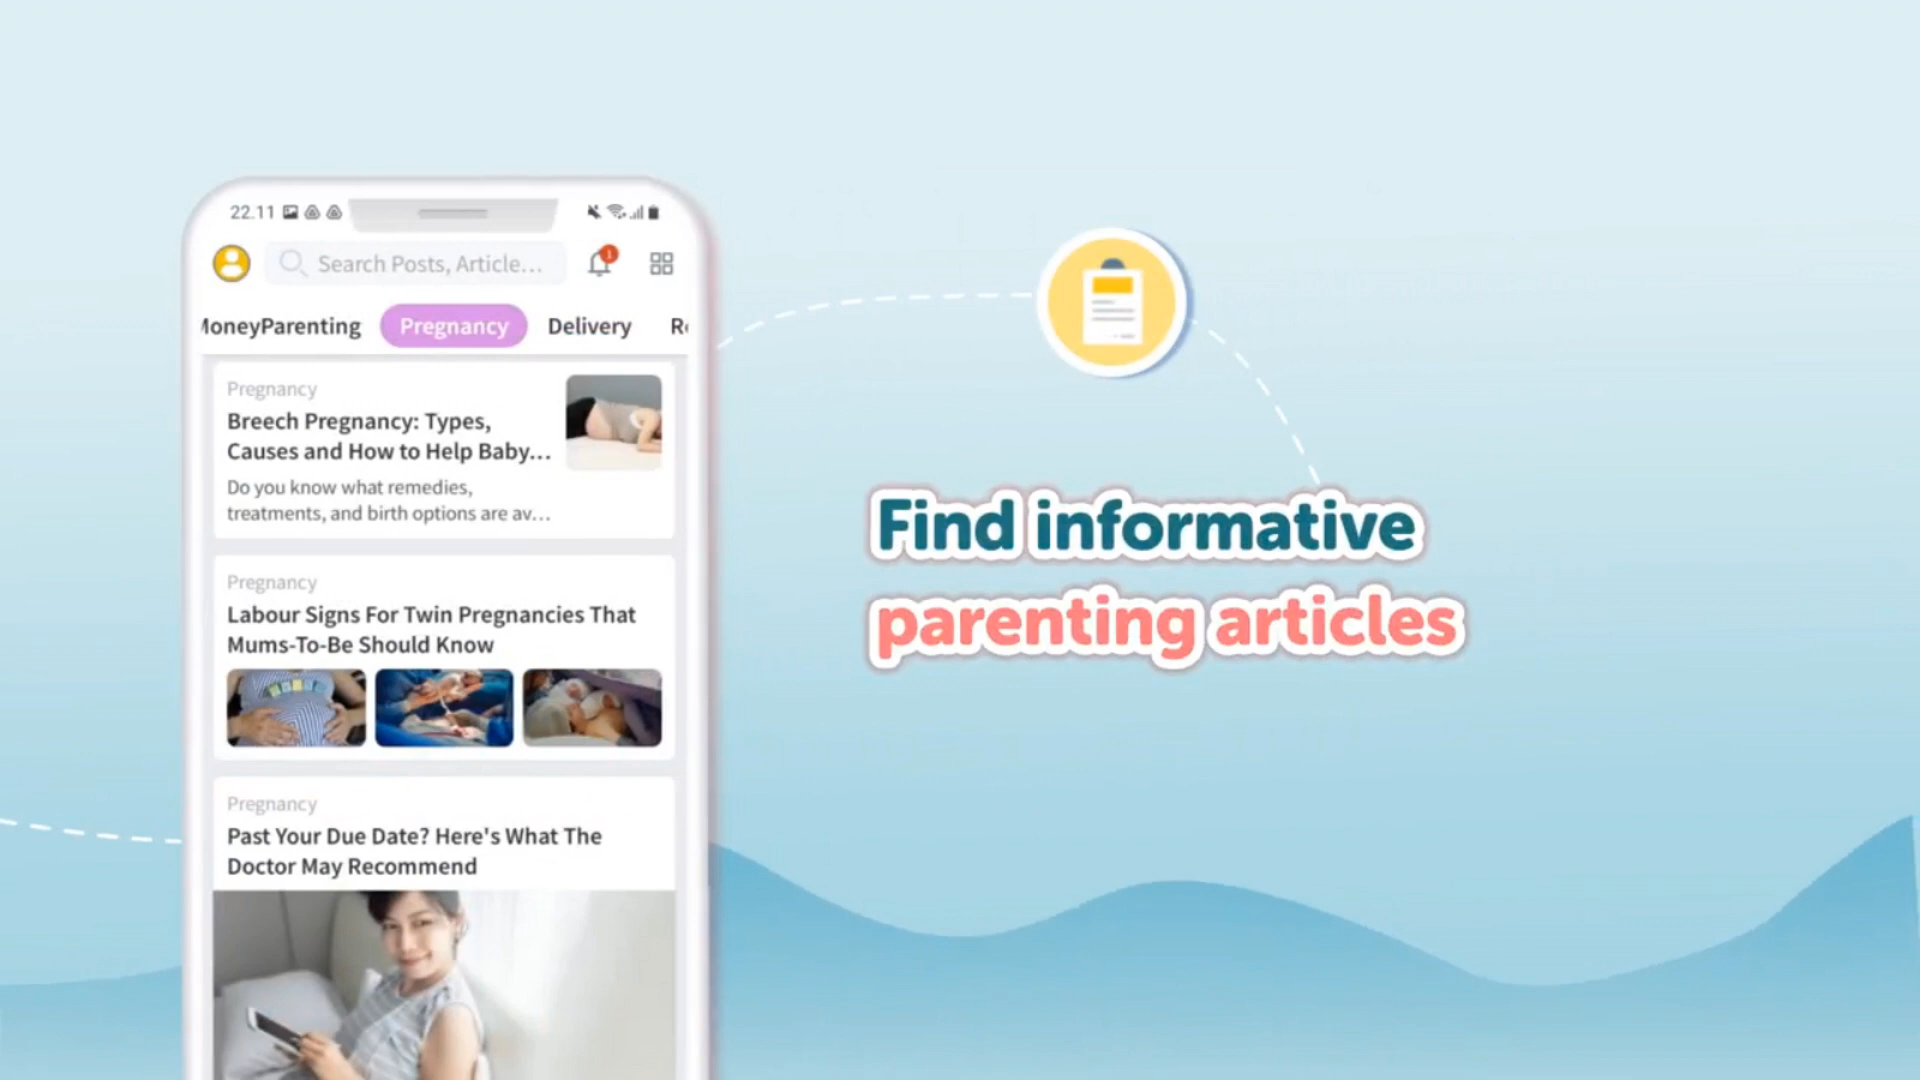 22.11
Search Posts, Article...
MoneyParenting Pregnancy Delivery
1
Pregnancy
Breech Pregnancy: Types,
Causes and How to Help Baby...
Do you know what remedies,
treatments, and birth options are av...
Pregnancy
Labour Signs For Twin Pregnancies That
Mums-To-Be Should Know
Pregnancy
Past Your Due Date? Here's What The
Doctor May Recommend
Find informative
parenting articles